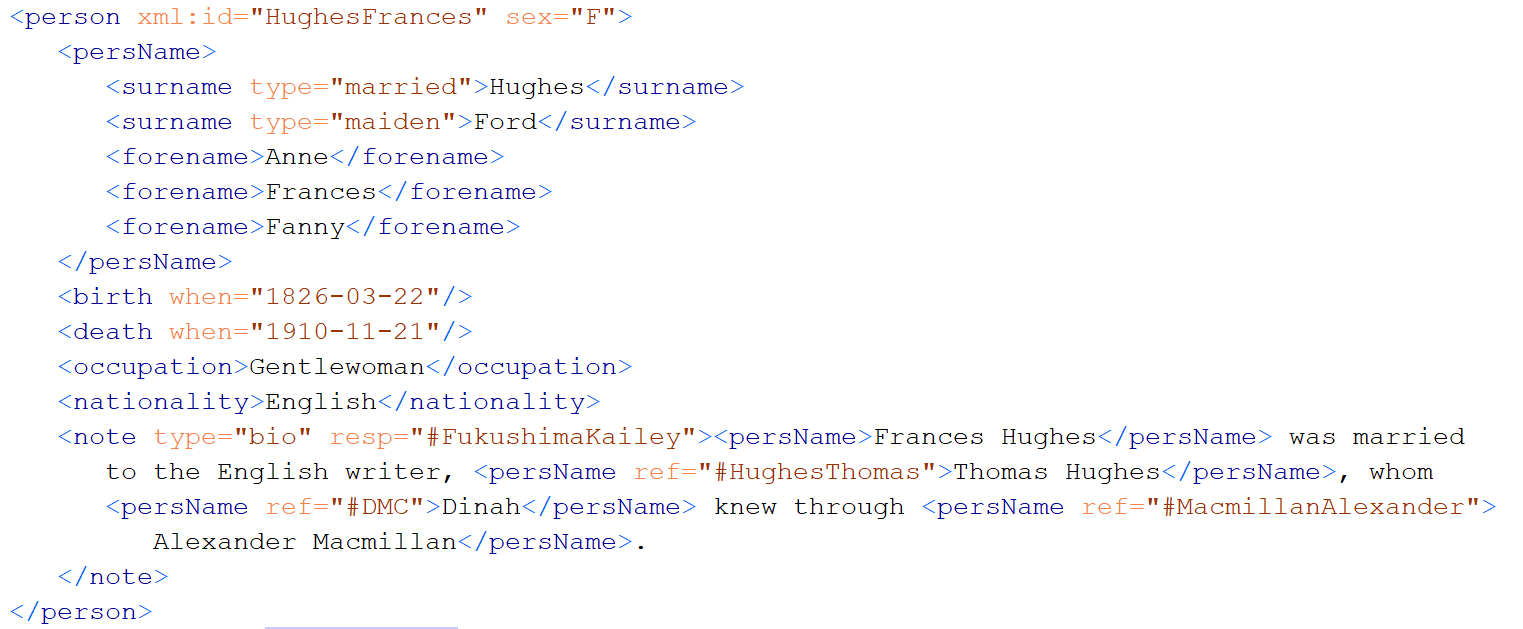 <person xml:id="HughesFrances" sex="F">
<persName>
<surname type="married">Hughes</surname>
<surname type="maiden">Ford</surname>
<forename>Anne</forename>
<forename>Frances</forename>
<forename>Fanny</forename>
</persName>
<birth when="1826-03-22"/>
<death when="1910-11-21"/>
<occupation>Gentlewoman</occupation>
<nationality>English</nationality>
<note type="bio" resp="#FukushimaKailey"><persName>Frances Hughes</persName> was married
to the English writer, <persName ref="#HughesThomas">Thomas Hughes</persName>, whom
<persName ref="#DMC">Dinah</persName> knew through <persName ref="#MacmillanAlexander">
Alexander Macmillan</persName>.
</note>
</person>